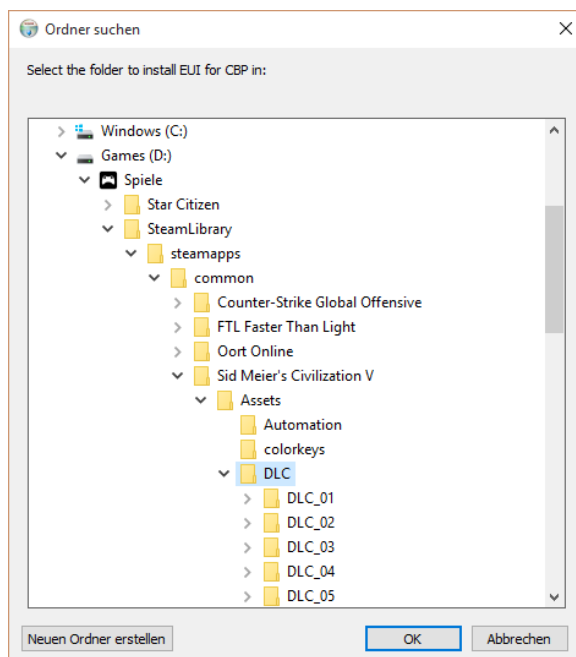 Ordner suchen
Select the folder to install EUI for CBP in:
Windows (C:)
Games (D:)
Spiele
Star Citizen
SteamLibrary
steamapps
common
Counter-Strike Global Offensive
FTL Faster Than Light
Oort Online
Sid Meier's Civilization V
Assets
Automation
colorkeys
DLC
DLC_01
DLC_02
DLC_03
DLC_04
DLC_05
Neuen Ordner erstellen OK Abbrechen